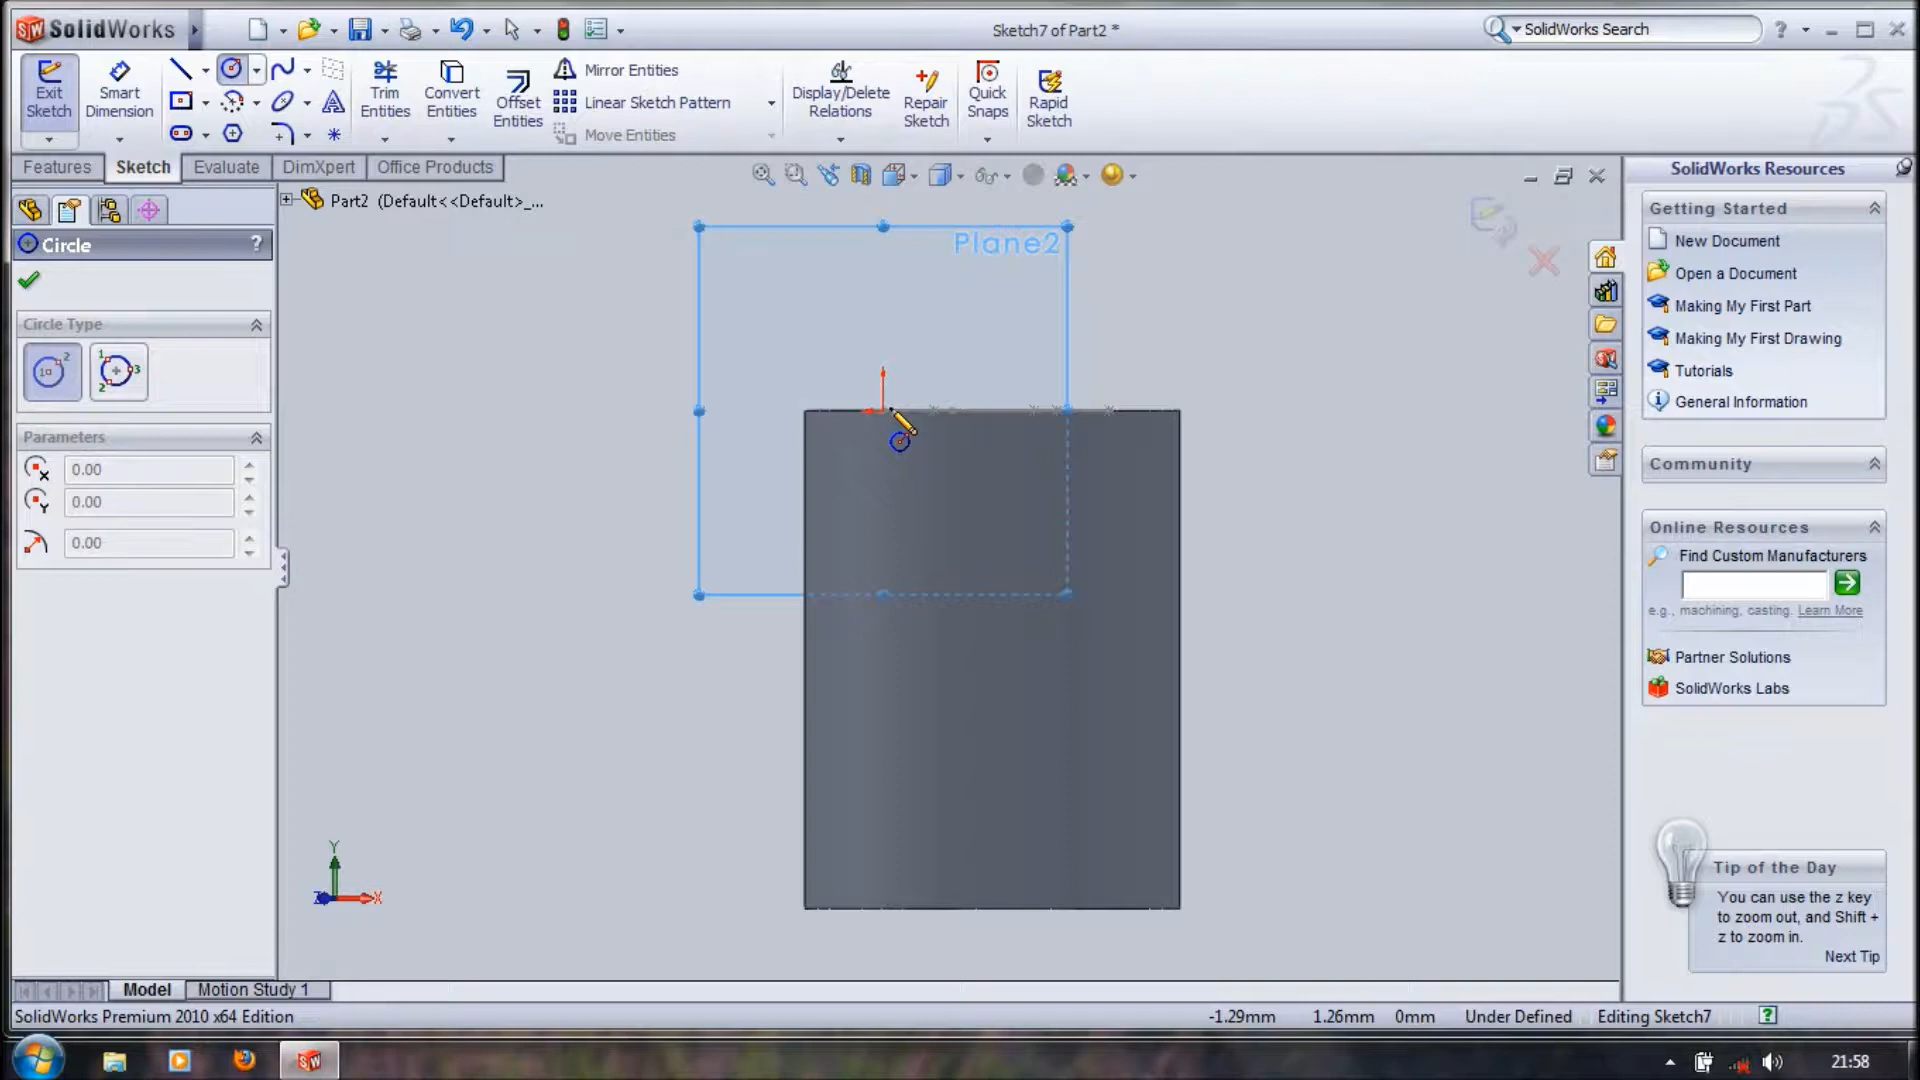 SolidWorks
Sketch7 of Part2 *
SolidWorks Search
?
Exit Sketch
Smart Dimension
Trim Entities
Convert Entities
Offset Entities
Mirror Entities
Linear Sketch Pattern
Move Entities
Display/Delete Relations
Repair Sketch
Quick Snaps
Rapid Sketch
Features
Sketch
Evaluate
DimXpert
Office Products
SolidWorks Resources
Part2 (Default<<Default>_...
Circle
?
Circle Type
Parameters
0.00
0.00
0.00
Plane2
Y
Z
X
Getting Started
New Document
Open a Document
Making My First Part
Making My First Drawing
Tutorials
General Information
Community
Online Resources
Find Custom Manufacturers
e.g., machining, casting. Learn More
Partner Solutions
SolidWorks Labs
Tip of the Day
You can use the z key
to zoom out, and Shift +
z to zoom in.
Next Tip
Model
Motion Study 1
SolidWorks Premium 2010 x64 Edition
-1.29mm
1.26mm
0mm
Under Defined
Editing Sketch7
?
21:58